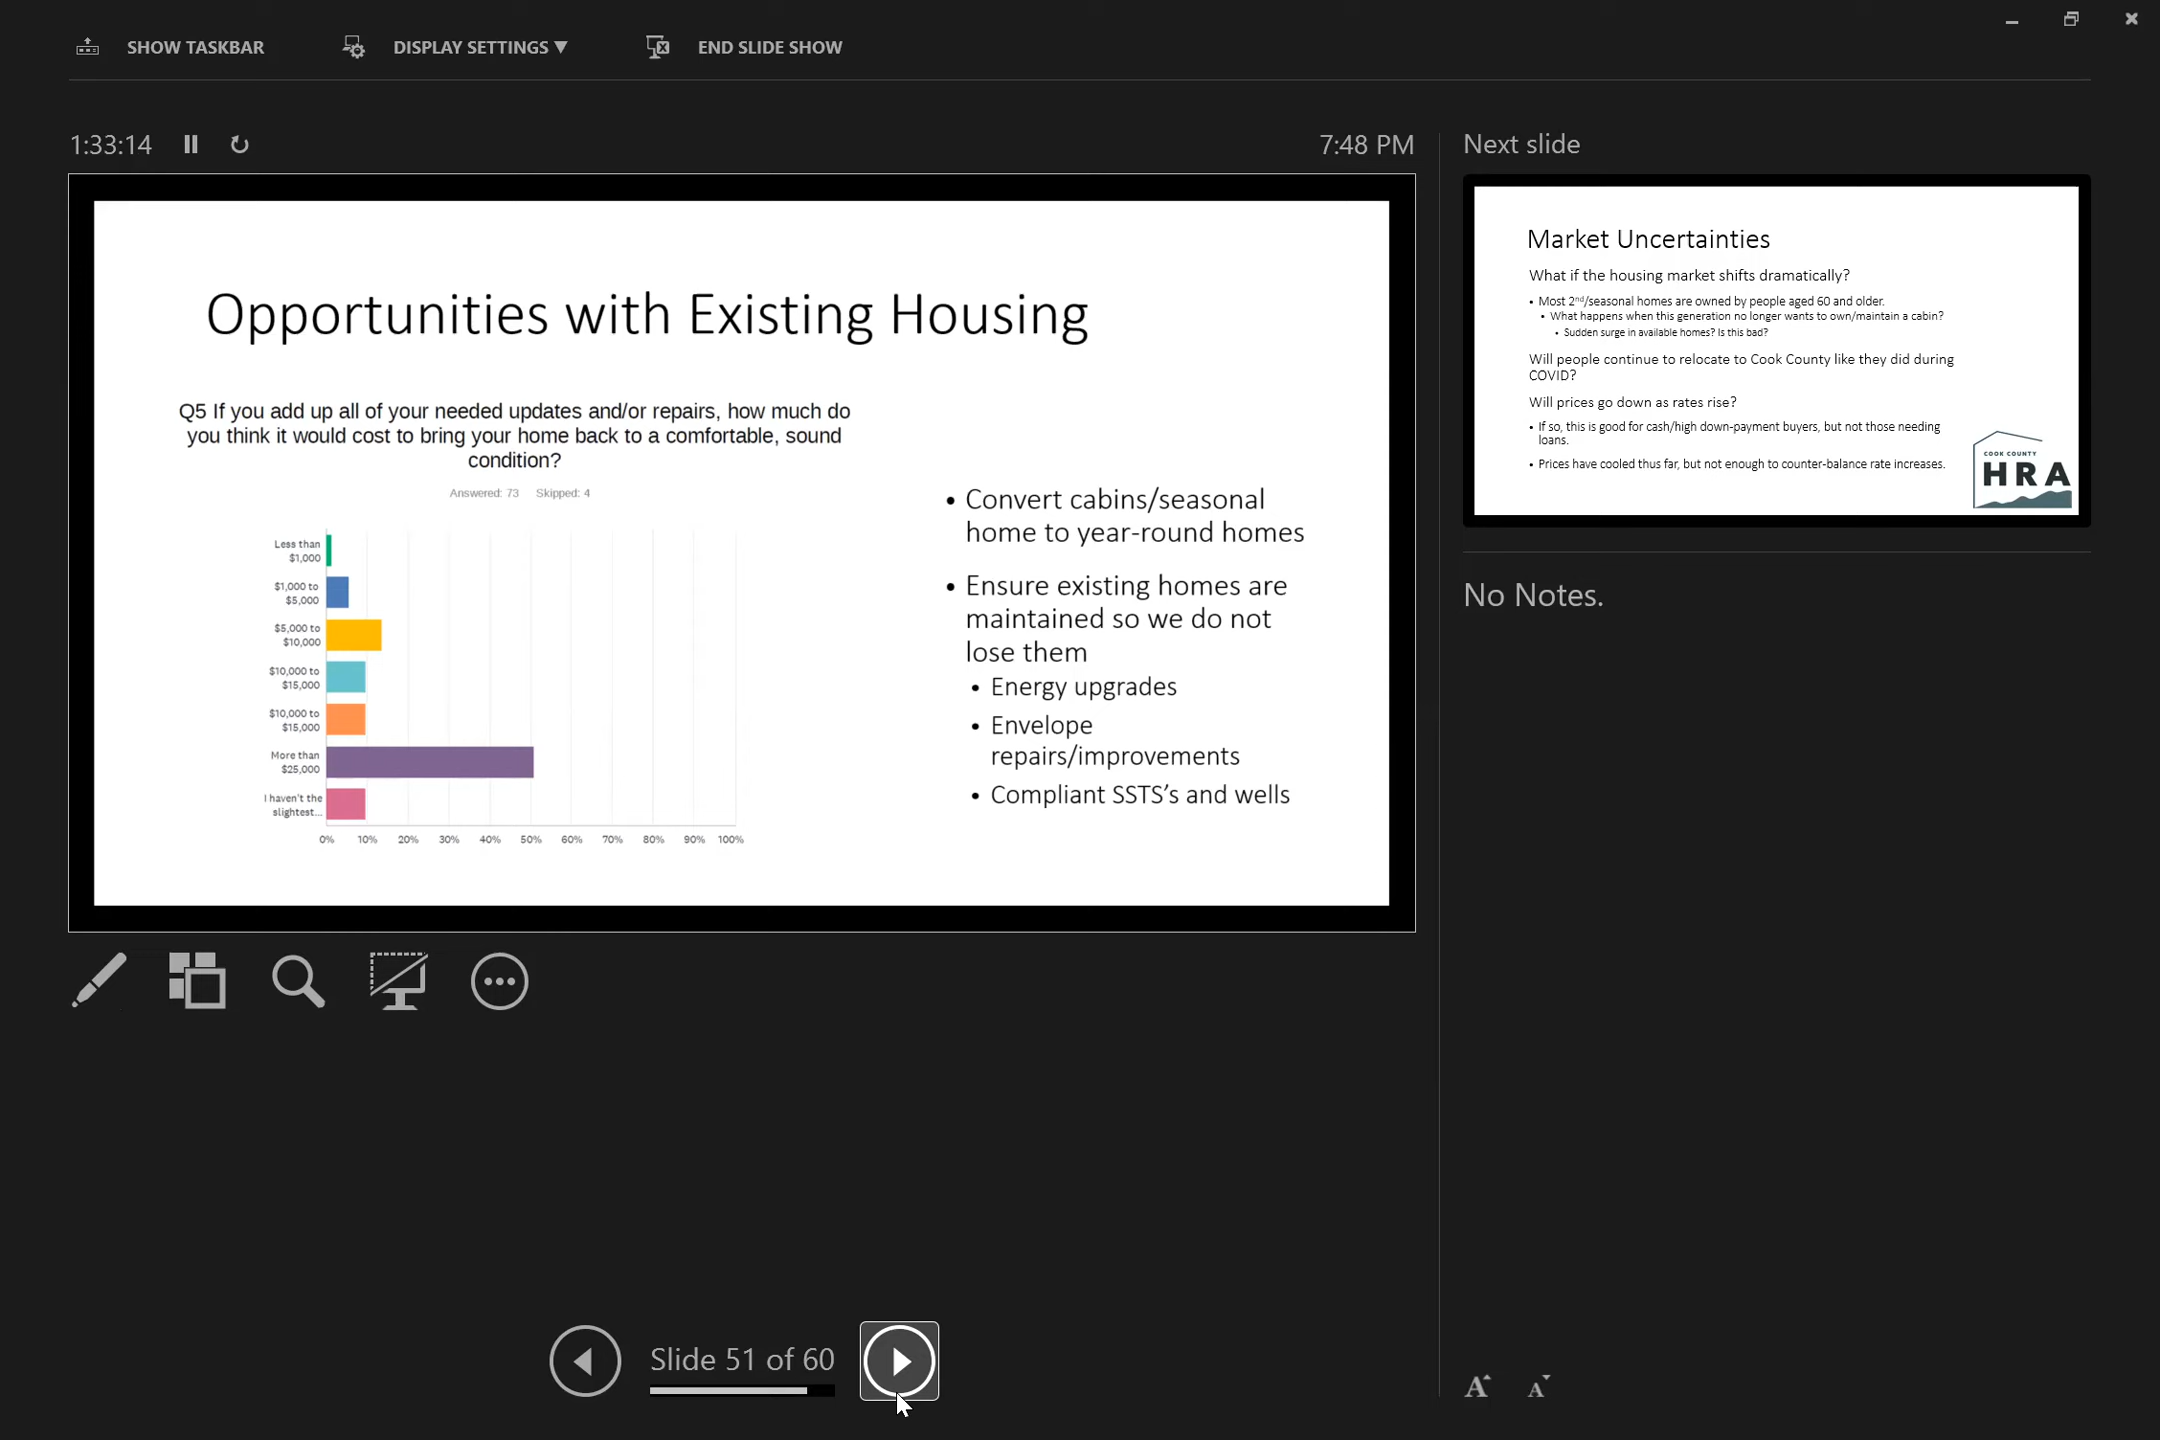 SHOW TASKBAR
DISPLAY SETTINGS ▼
END SLIDE SHOW
1:33:14
7:48 PM
Opportunities with Existing Housing
Q5 If you add up all of your needed updates and/or repairs, how much do
you think it would cost to bring your home back to a comfortable, sound
condition?
Answered: 73 Skipped: 4
Less than
$1,000
$1,000 to
$5,000
$5,000 to
$10,000
$10,000 to
$15,000
$10,000 to
$15,000
More than
$25,000
I haven't the
slightest...
0% 10% 20% 30% 40% 50% 60% 70% 80% 90% 100%
• Convert cabins/seasonal
home to year-round homes
• Ensure existing homes are
maintained so we do not
lose them
• Energy upgrades
• Envelope
repairs/improvements
• Compliant SSTS’s and wells
Slide 51 of 60
Next slide
Market Uncertainties
What if the housing market shifts dramatically?
• Most 2nd/seasonal homes are owned by people aged 60 and older.
• What happens when this generation no longer wants to own/maintain a cabin?
• Sudden surge in available homes? Is this bad?
Will people continue to relocate to Cook County like they did during
COVID?
Will prices go down as rates rise?
• If so, this is good for cash/high down-payment buyers, but not those needing
loans.
• Prices have cooled thus far, but not enough to counter-balance rate increases.
COOK COUNTY
HRA
No Notes.
A A